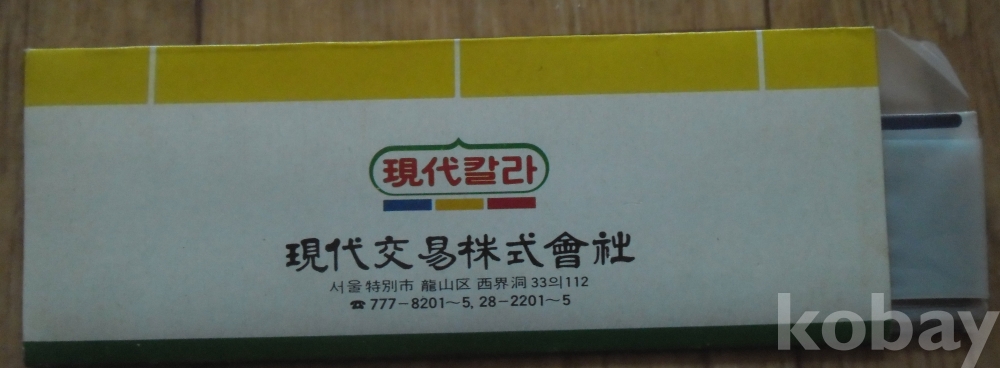 現代칼라
現代交易株式會社
서울特別市 龍山区 西界洞 33의112
☎ 777-8201~5, 28-2201~5
kobay